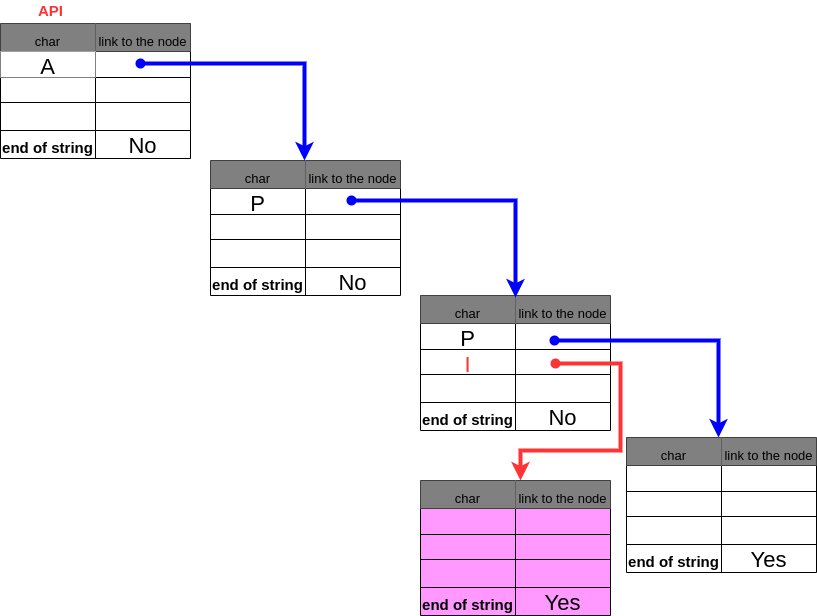 API
char link to the node
A
end of string No
char link to the node
P
end of string No
char link to the node
P
I
end of string No
char link to the node
end of string Yes
char link to the node
end of string Yes